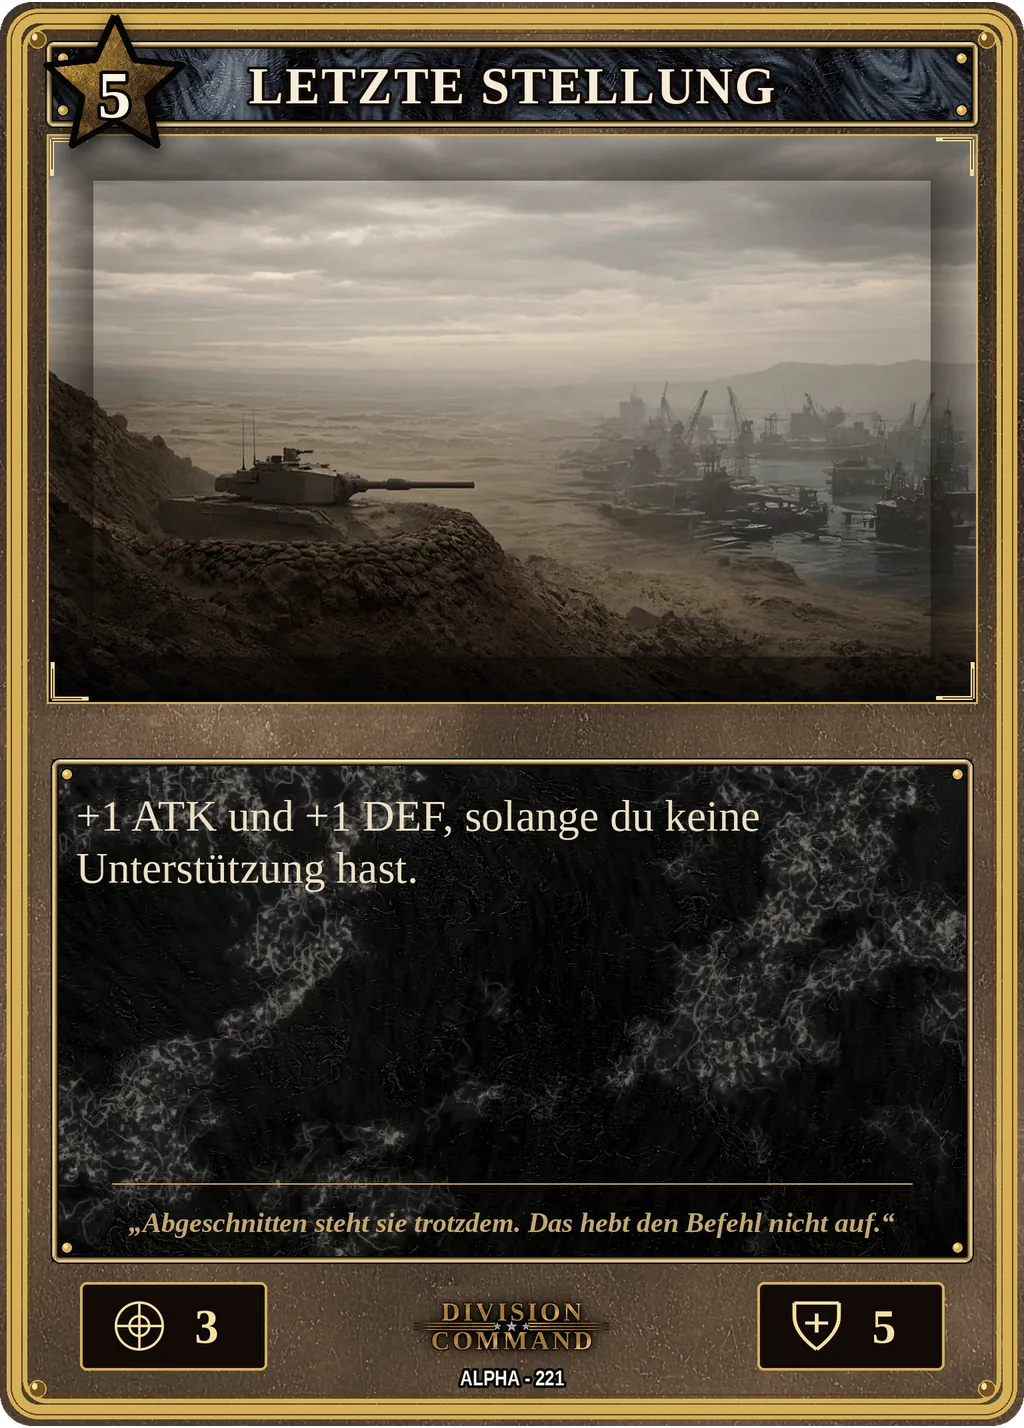 5
LETZTE STELLUNG
+1 ATK und +1 DEF, solange du keine
Unterstützung hast.
„Abgeschnitten steht sie trotzdem. Das hebt den Befehl nicht auf.“
3
DIVISION
COMMAND
5
ALPHA - 221